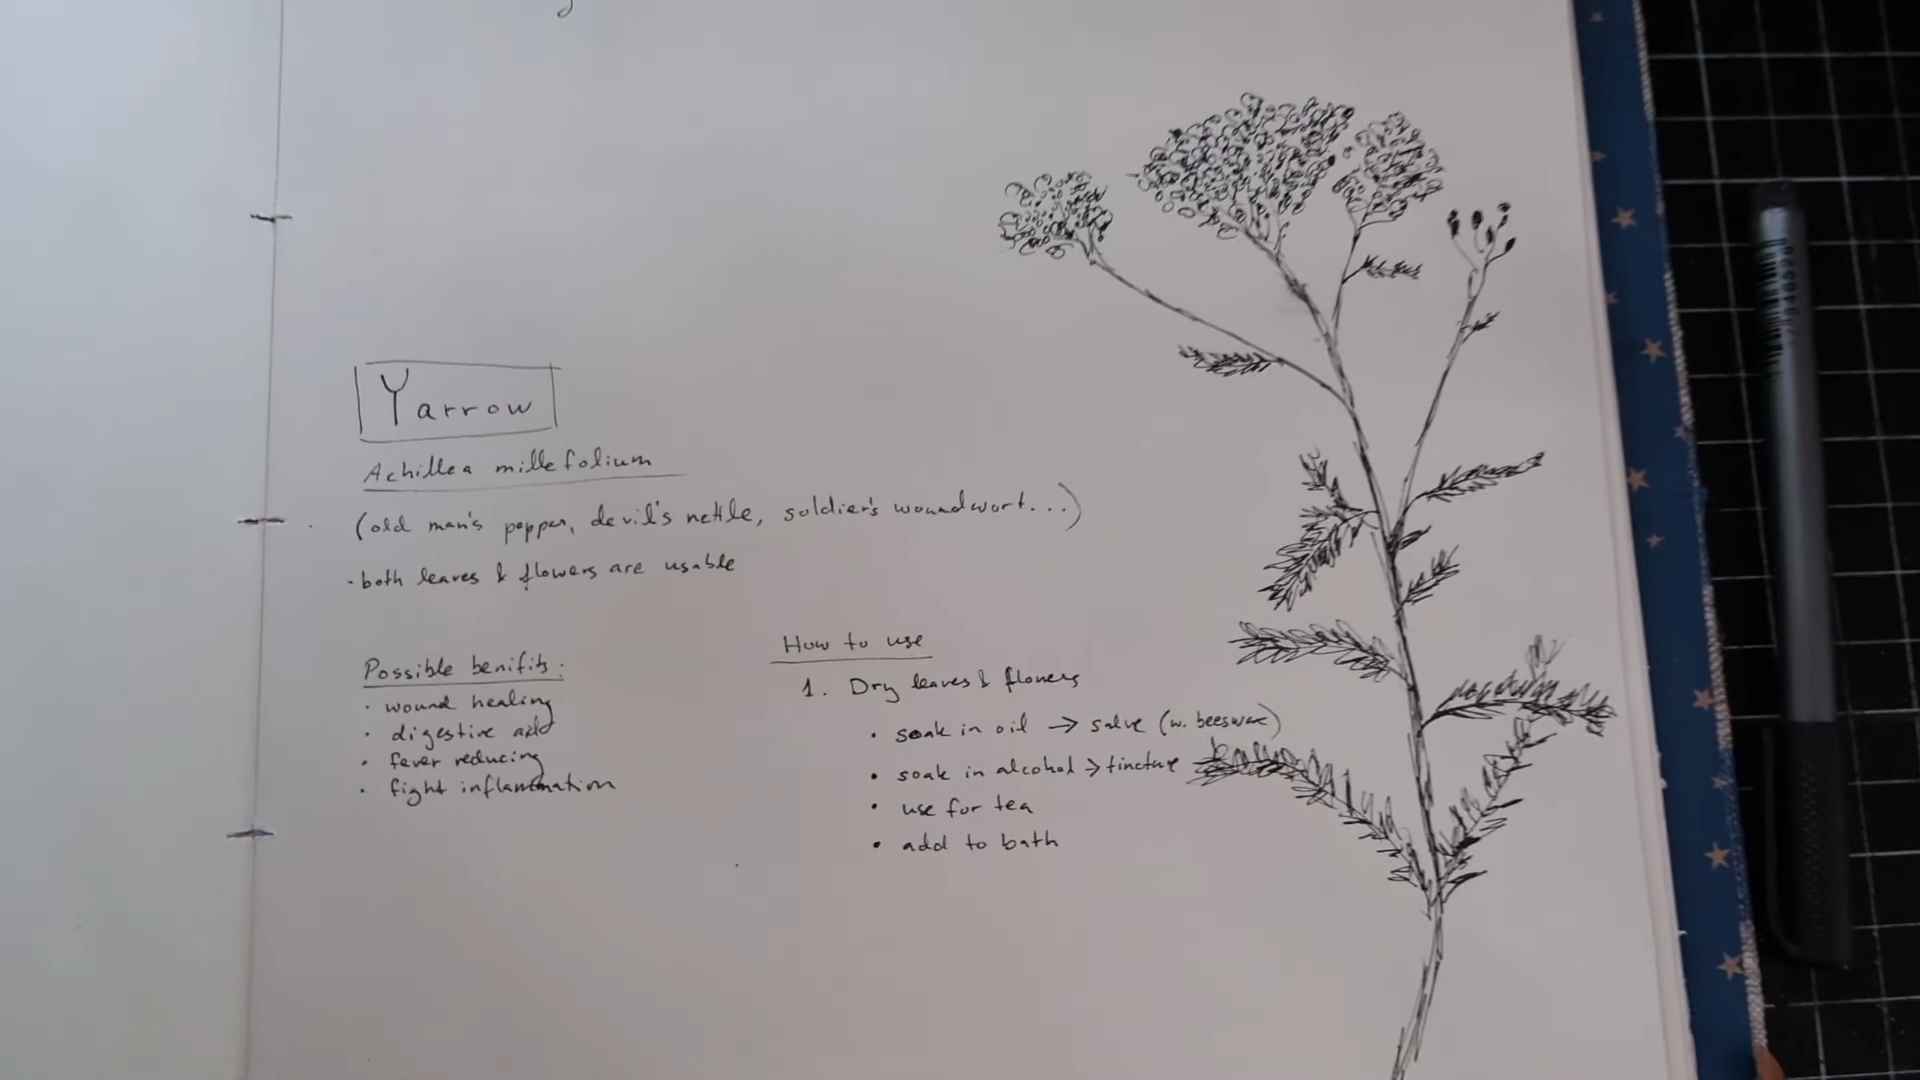 Yarrow
Achillea millefolium
(old man's pepper, devil's nettle, soldier's woundwort...)
· both leaves & flowers are usable
Possible benifits:
· wound healing
· digestive aid
· fever reducing
· fight inflammation
How to use
1. Dry leaves & flowers
· soak in oil → salve (w. beeswax)
· soak in alcohol → tincture
· use for tea
· add to bath